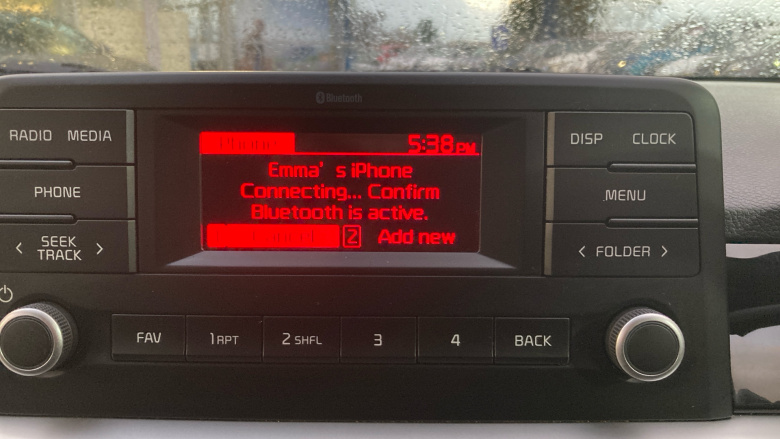 Bluetooth
RADIO MEDIA
PHONE
< SEEK TRACK >
Phone 5:38 PM
Emma's iPhone
Connecting... Confirm
Bluetooth is active.
2 Add new
DISP CLOCK
MENU
< FOLDER >
FAV 1 RPT 2 SHFL 3 4 BACK